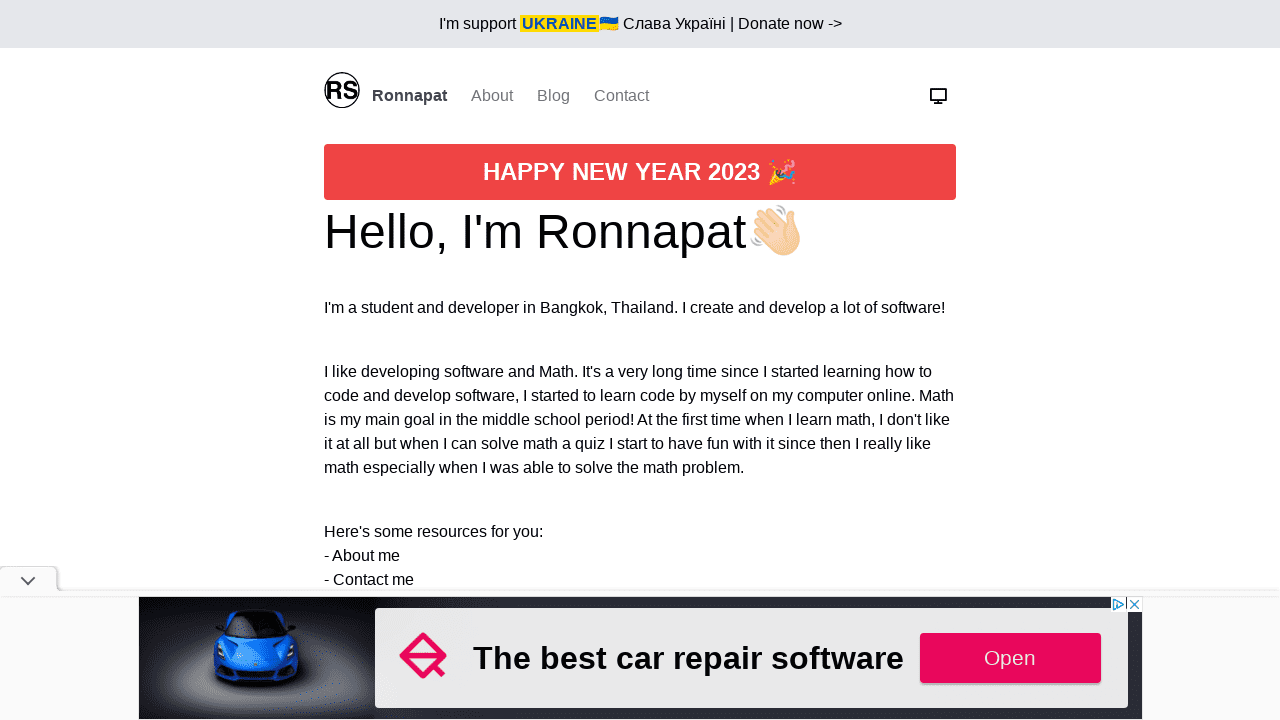 I'm support UKRAINE🇺🇦 Слава Україні | Donate now ->
RS Ronnapat About Blog Contact
HAPPY NEW YEAR 2023 🎉
Hello, I'm Ronnapat👋🏻
I'm a student and developer in Bangkok, Thailand. I create and develop a lot of software!
I like developing software and Math. It's a very long time since I started learning how to
code and develop software, I started to learn code by myself on my computer online. Math
is my main goal in the middle school period! At the first time when I learn math, I don't like
it at all but when I can solve math a quiz I start to have fun with it since then I really like
math especially when I was able to solve the math problem.
Here's some resources for you:
- About me
- Contact me
The best car repair software
Open